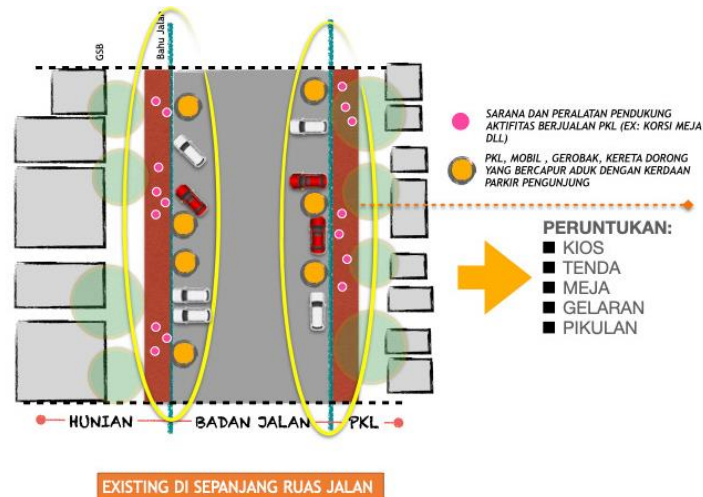 GSB
Bahu Jalan
SARANA DAN PERALATAN PENDUKUNG
AKTIFITAS BERJUALAN PKL (EX: KORSI MEJA
DLL)
PKL, MOBIL , GEROBAK, KERETA DORONG
YANG BERCAPUR ADUK DENGAN KERDAAN
PARKIR PENGUNJUNG
PERUNTUKAN:
KIOS
TENDA
MEJA
GELARAN
PIKULAN
HUNIAN
BADAN JALAN
PKL
EXISTING DI SEPANJANG RUAS JALAN